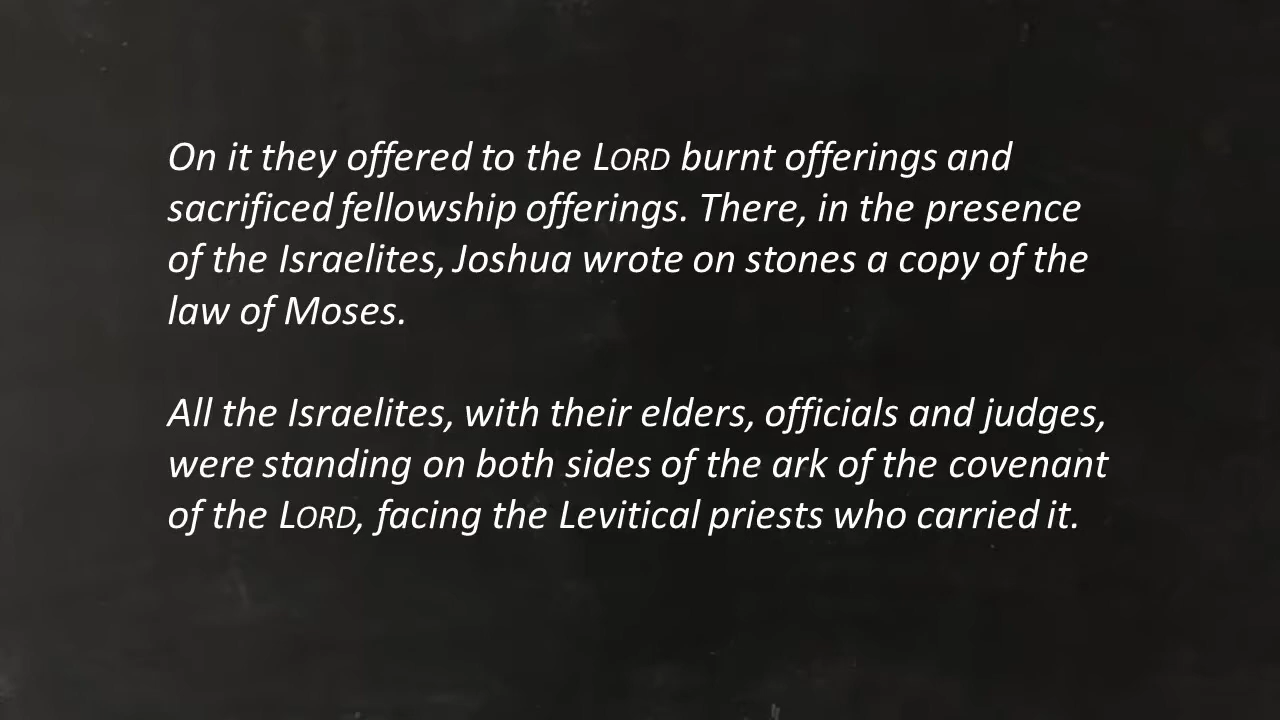 On it they offered to the LORD burnt offerings and
sacrificed fellowship offerings. There, in the presence
of the Israelites, Joshua wrote on stones a copy of the
law of Moses.
All the Israelites, with their elders, officials and judges,
were standing on both sides of the ark of the covenant
of the LORD, facing the Levitical priests who carried it.